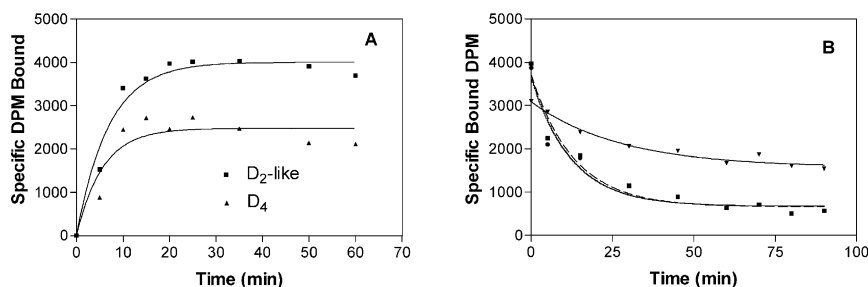 A
5000
4000
3000
2000
1000
0
Specific DPM Bound
D2-like
D4
0 10 20 30 40 50 60 70
Time (min)
B
5000
4000
3000
2000
1000
0
Specific Bound DPM
0 25 50 75 100
Time (min)